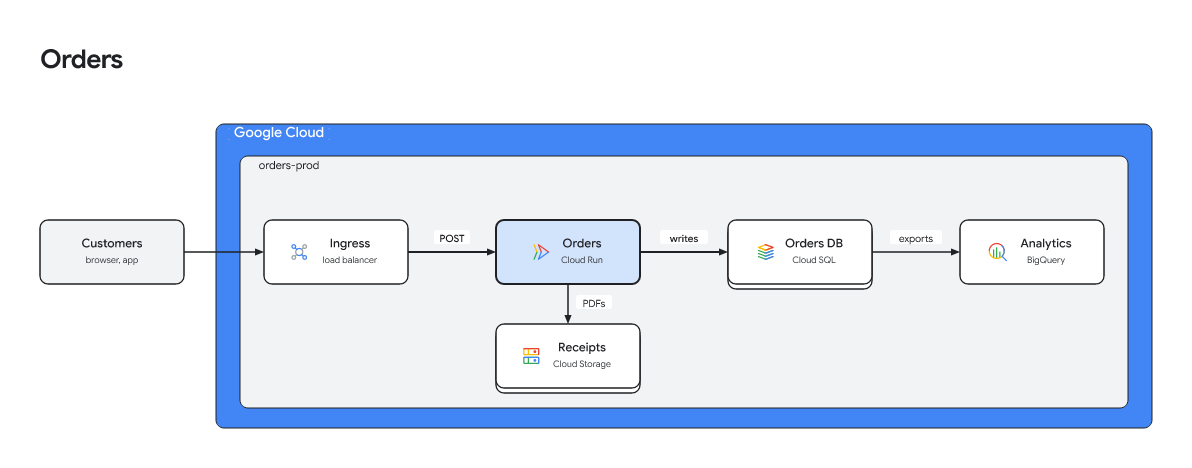 Orders
Google Cloud
orders-prod
Customers
browser, app
Ingress
load balancer
POST
Orders
Cloud Run
writes
Orders DB
Cloud SQL
exports
Analytics
BigQuery
PDFs
Receipts
Cloud Storage